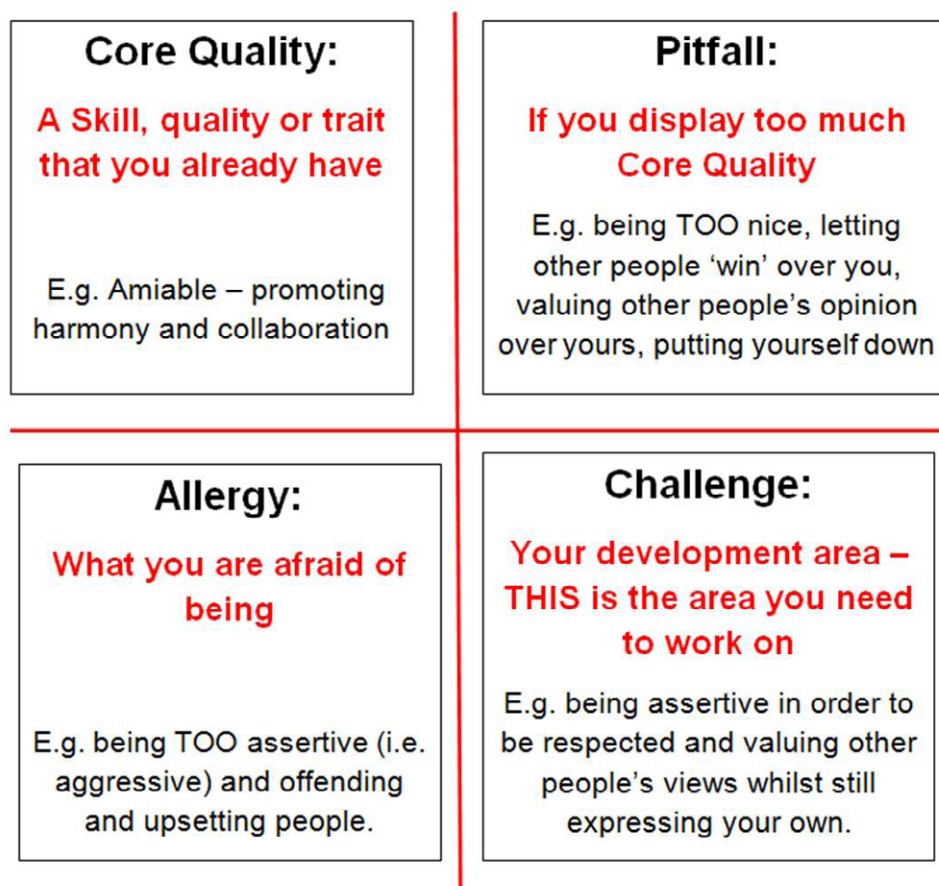 Core Quality:
A Skill, quality or trait
that you already have
E.g. Amiable – promoting
harmony and collaboration
Pitfall:
If you display too much
Core Quality
E.g. being TOO nice, letting
other people ‘win’ over you,
valuing other people’s opinion
over yours, putting yourself down
Allergy:
What you are afraid of
being
E.g. being TOO assertive (i.e.
aggressive) and offending
and upsetting people.
Challenge:
Your development area –
THIS is the area you need
to work on
E.g. being assertive in order to
be respected and valuing other
people’s views whilst still
expressing your own.